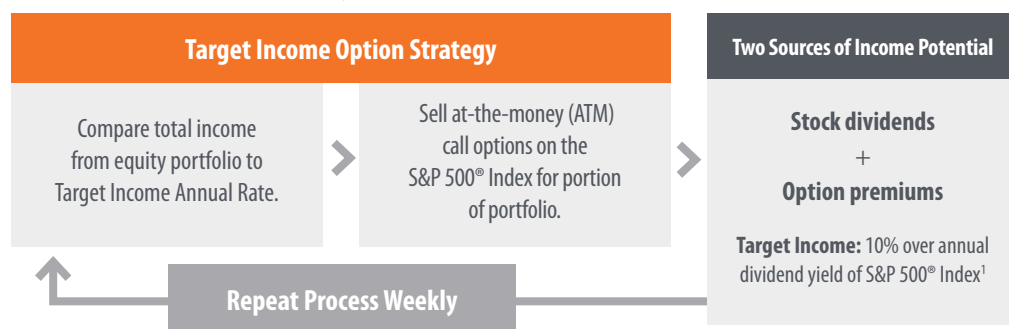 Target Income Option Strategy
Compare total income
from equity portfolio to
Target Income Annual Rate.
Sell at-the-money (ATM)
call options on the
S&P 500® Index for portion
of portfolio.
Two Sources of Income Potential
Stock dividends
+
Option premiums
Target Income: 10% over annual
dividend yield of S&P 500® Index¹
Repeat Process Weekly